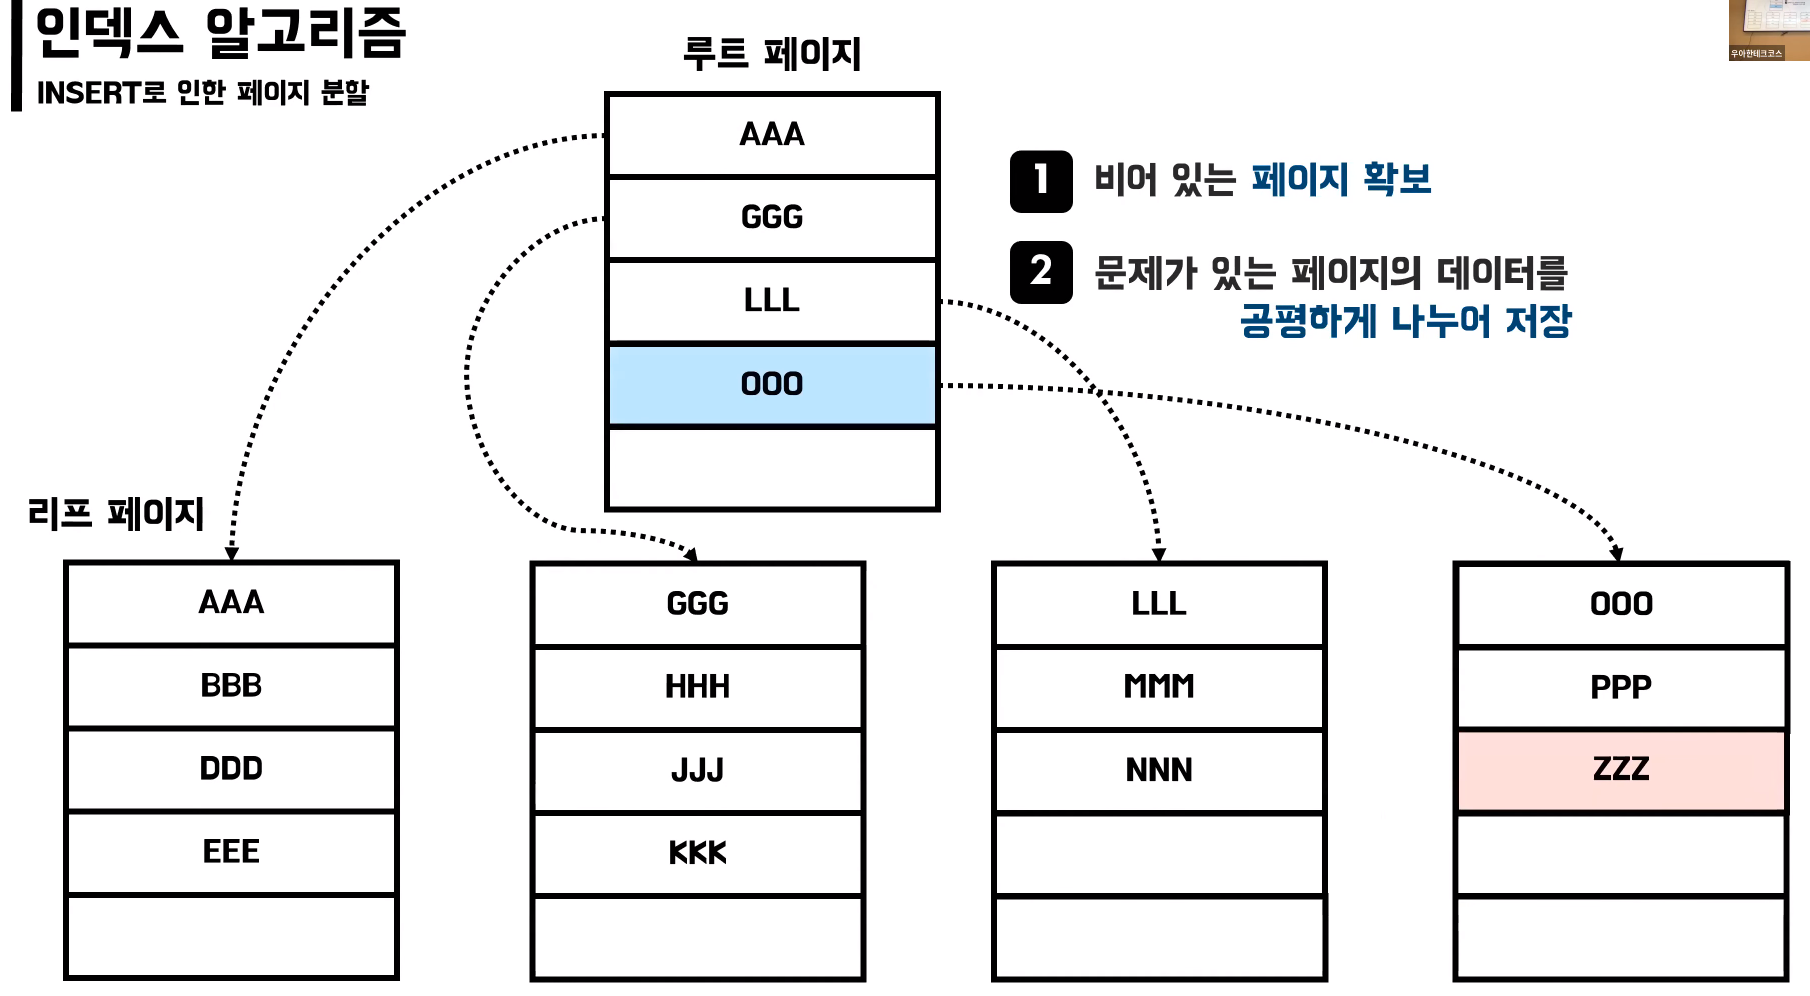 인덱스 알고리즘
INSERT로 인한 페이지 분할
우아한테크코스
루트 페이지
AAA
GGG
LLL
OOO
1 비어 있는 페이지 확보
2 문제가 있는 페이지의 데이터를
공평하게 나누어 저장
리프 페이지
AAA
BBB
DDD
EEE
GGG
HHH
JJJ
KKK
LLL
MMM
NNN
OOO
PPP
ZZZ